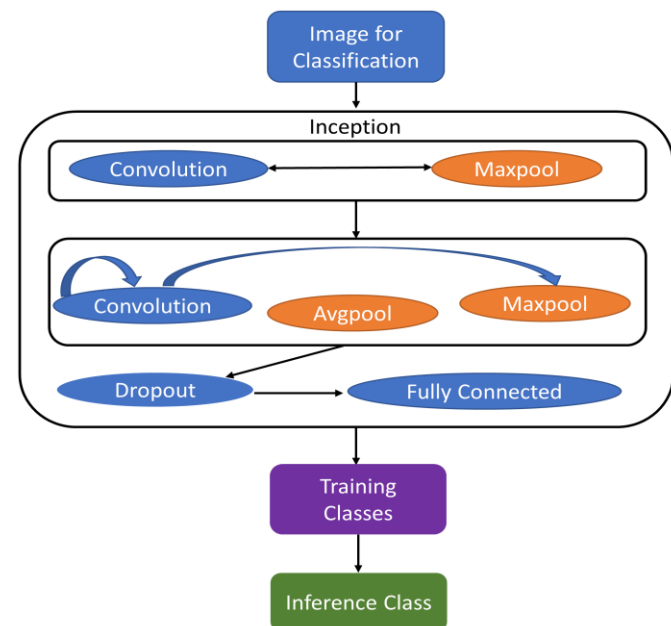 Image for
Classification
Inception
Convolution
Maxpool
Convolution
Avgpool
Maxpool
Dropout
Fully Connected
Training
Classes
Inference Class